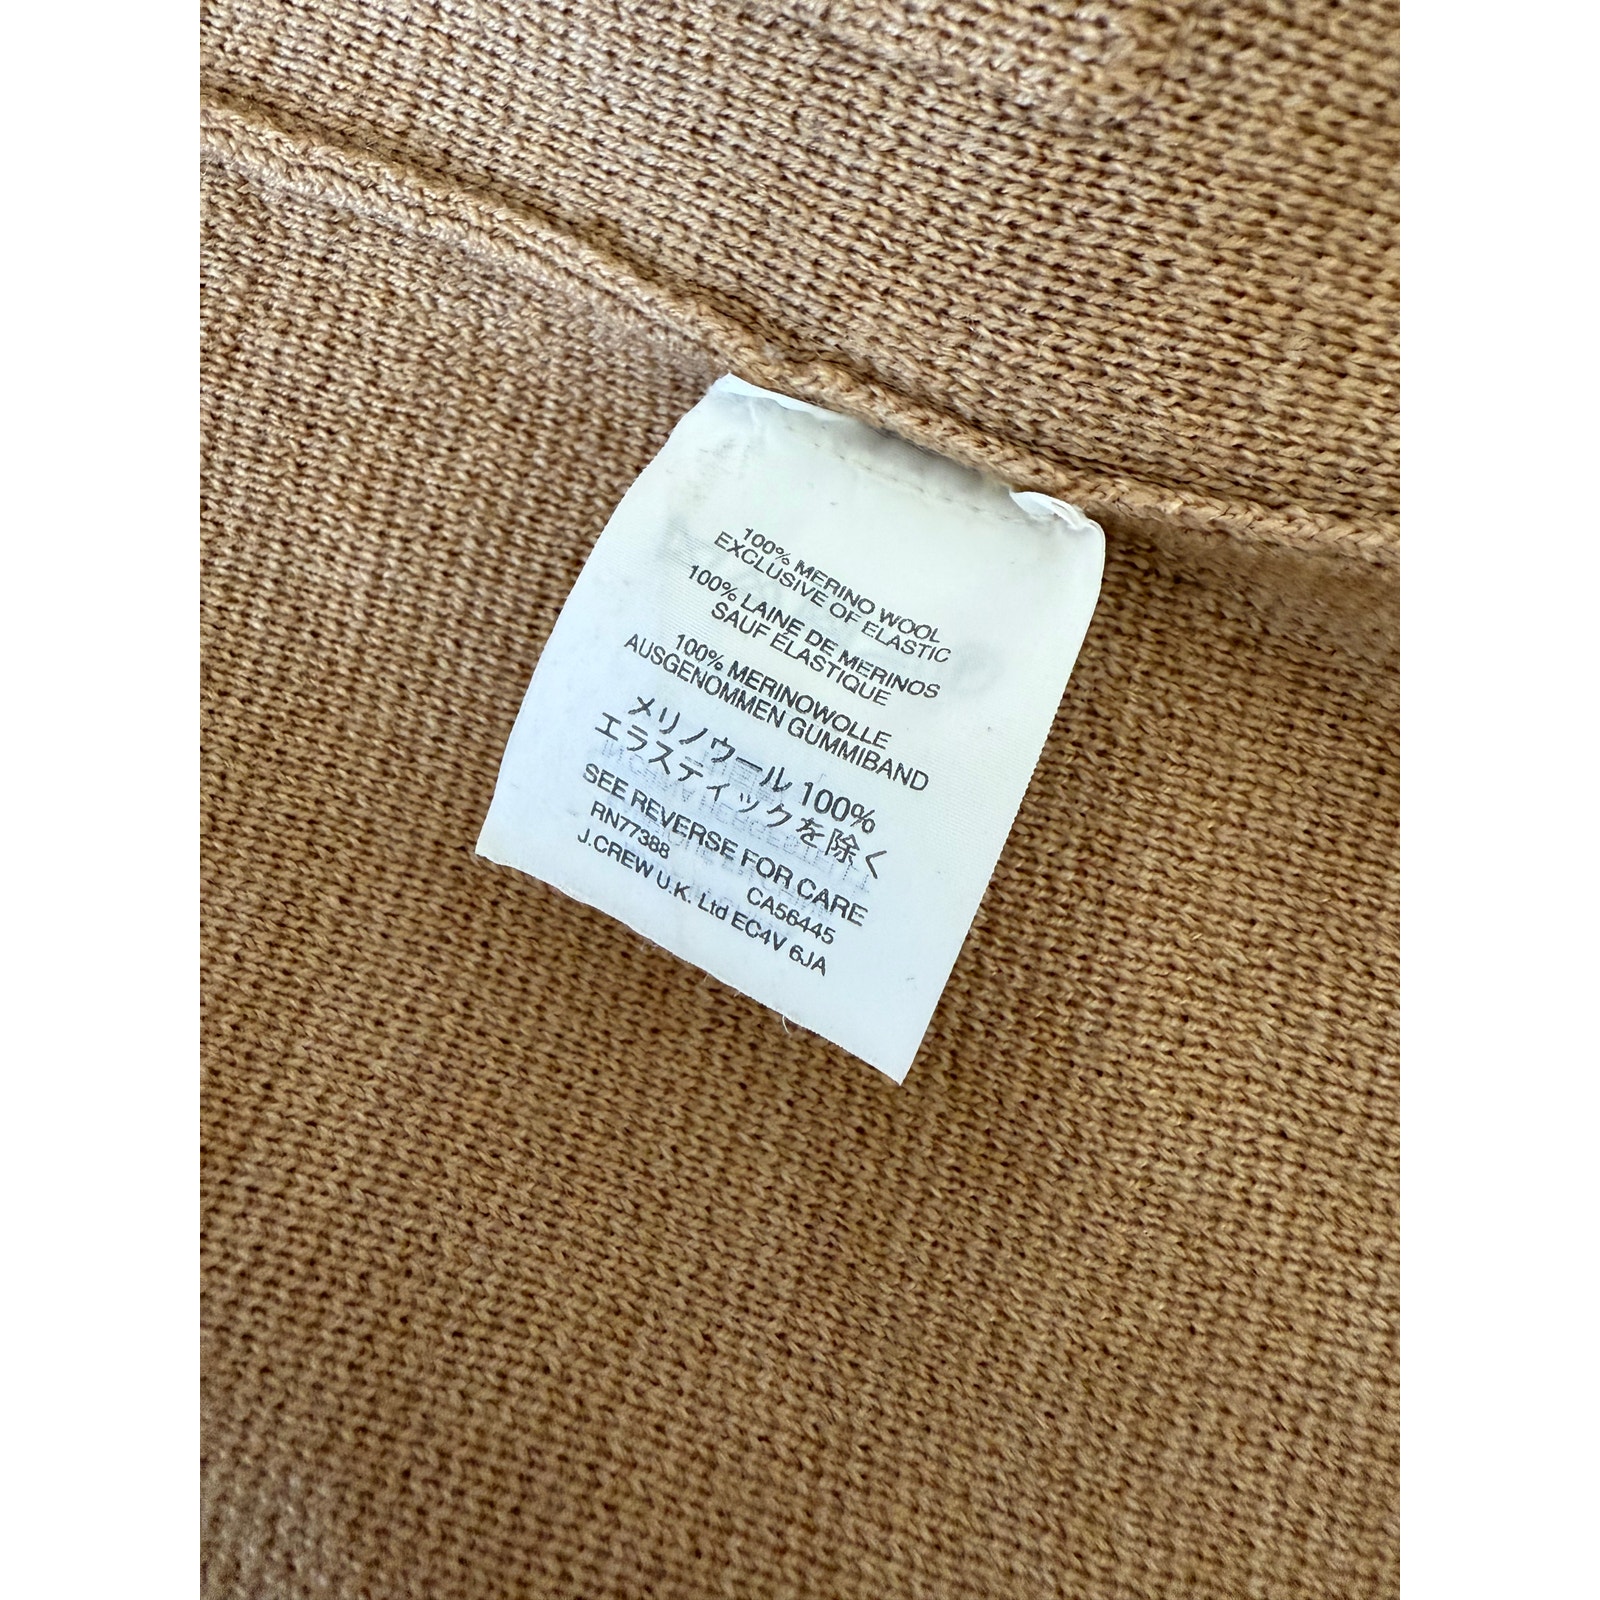 100% MERINO WOOL
EXCLUSIVE OF ELASTIC
100% LAINE DE MERINOS
SAUF ÉLASTIQUE
100% MERINOWOLLE
AUSGENOMMEN GUMMIBAND
メリノウール 100%
エラスティックを除く
SEE REVERSE FOR CARE
RN77388 CA56445
J.CREW U.K. Ltd EC4V 6JA